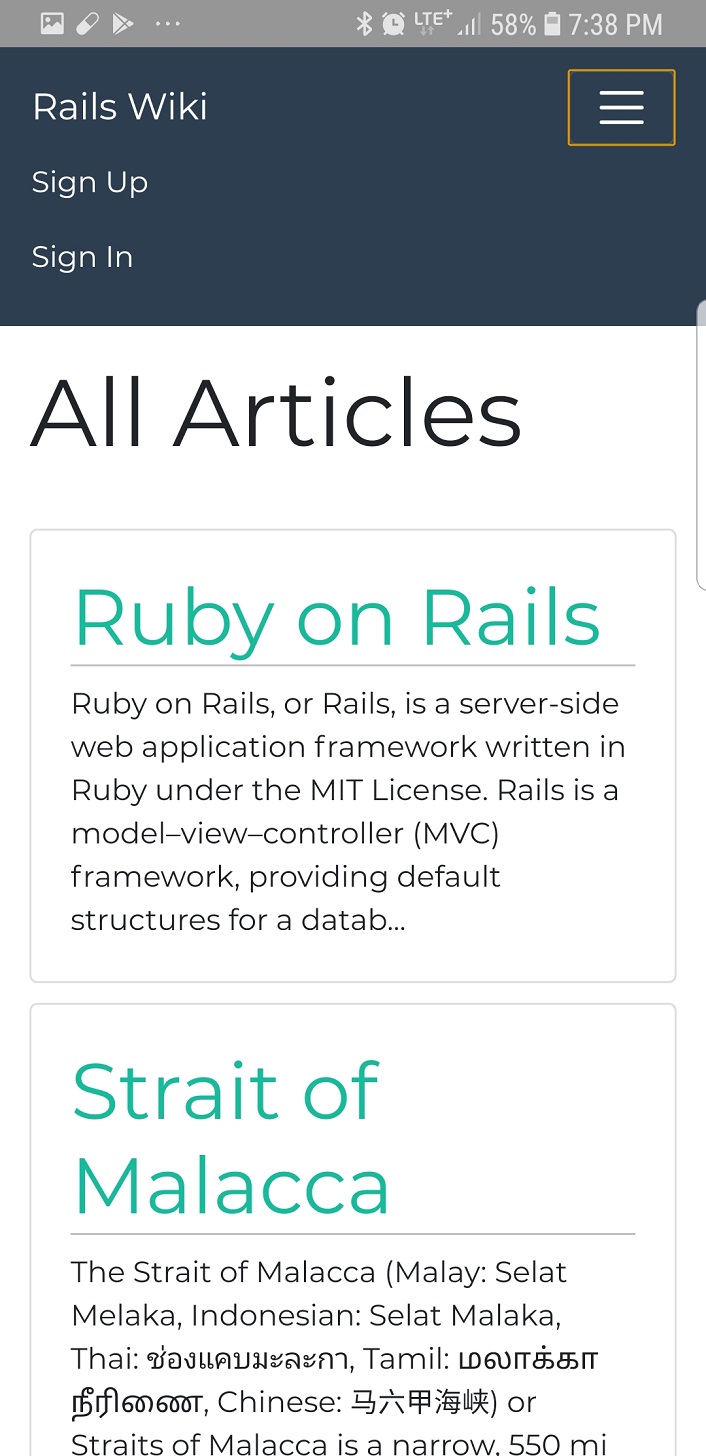 LTE+ 58% 7:38 PM
Rails Wiki
Sign Up
Sign In
All Articles
Ruby on Rails
Ruby on Rails, or Rails, is a server-side
web application framework written in
Ruby under the MIT License. Rails is a
model–view–controller (MVC)
framework, providing default
structures for a datab...
Strait of
Malacca
The Strait of Malacca (Malay: Selat
Melaka, Indonesian: Selat Malaka,
Thai: ช่องแคบมะละกา, Tamil: மலாக்கா
நீரிணை, Chinese: 马六甲海峡) or
Straits of Malacca is a narrow, 550 mi